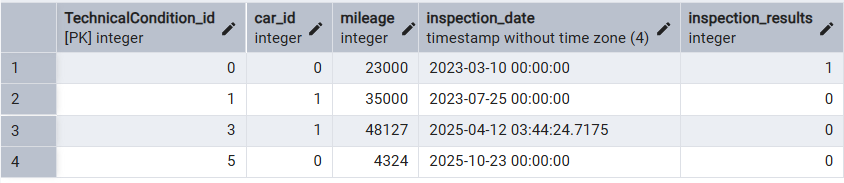 TechnicalCondition_id car_id mileage inspection_date inspection_results
[PK] integer integer integer timestamp without time zone (4) integer
1 0 0 23000 2023-03-10 00:00:00 1
2 1 1 35000 2023-07-25 00:00:00 0
3 3 1 48127 2025-04-12 03:44:24.7175 0
4 5 0 4324 2025-10-23 00:00:00 0